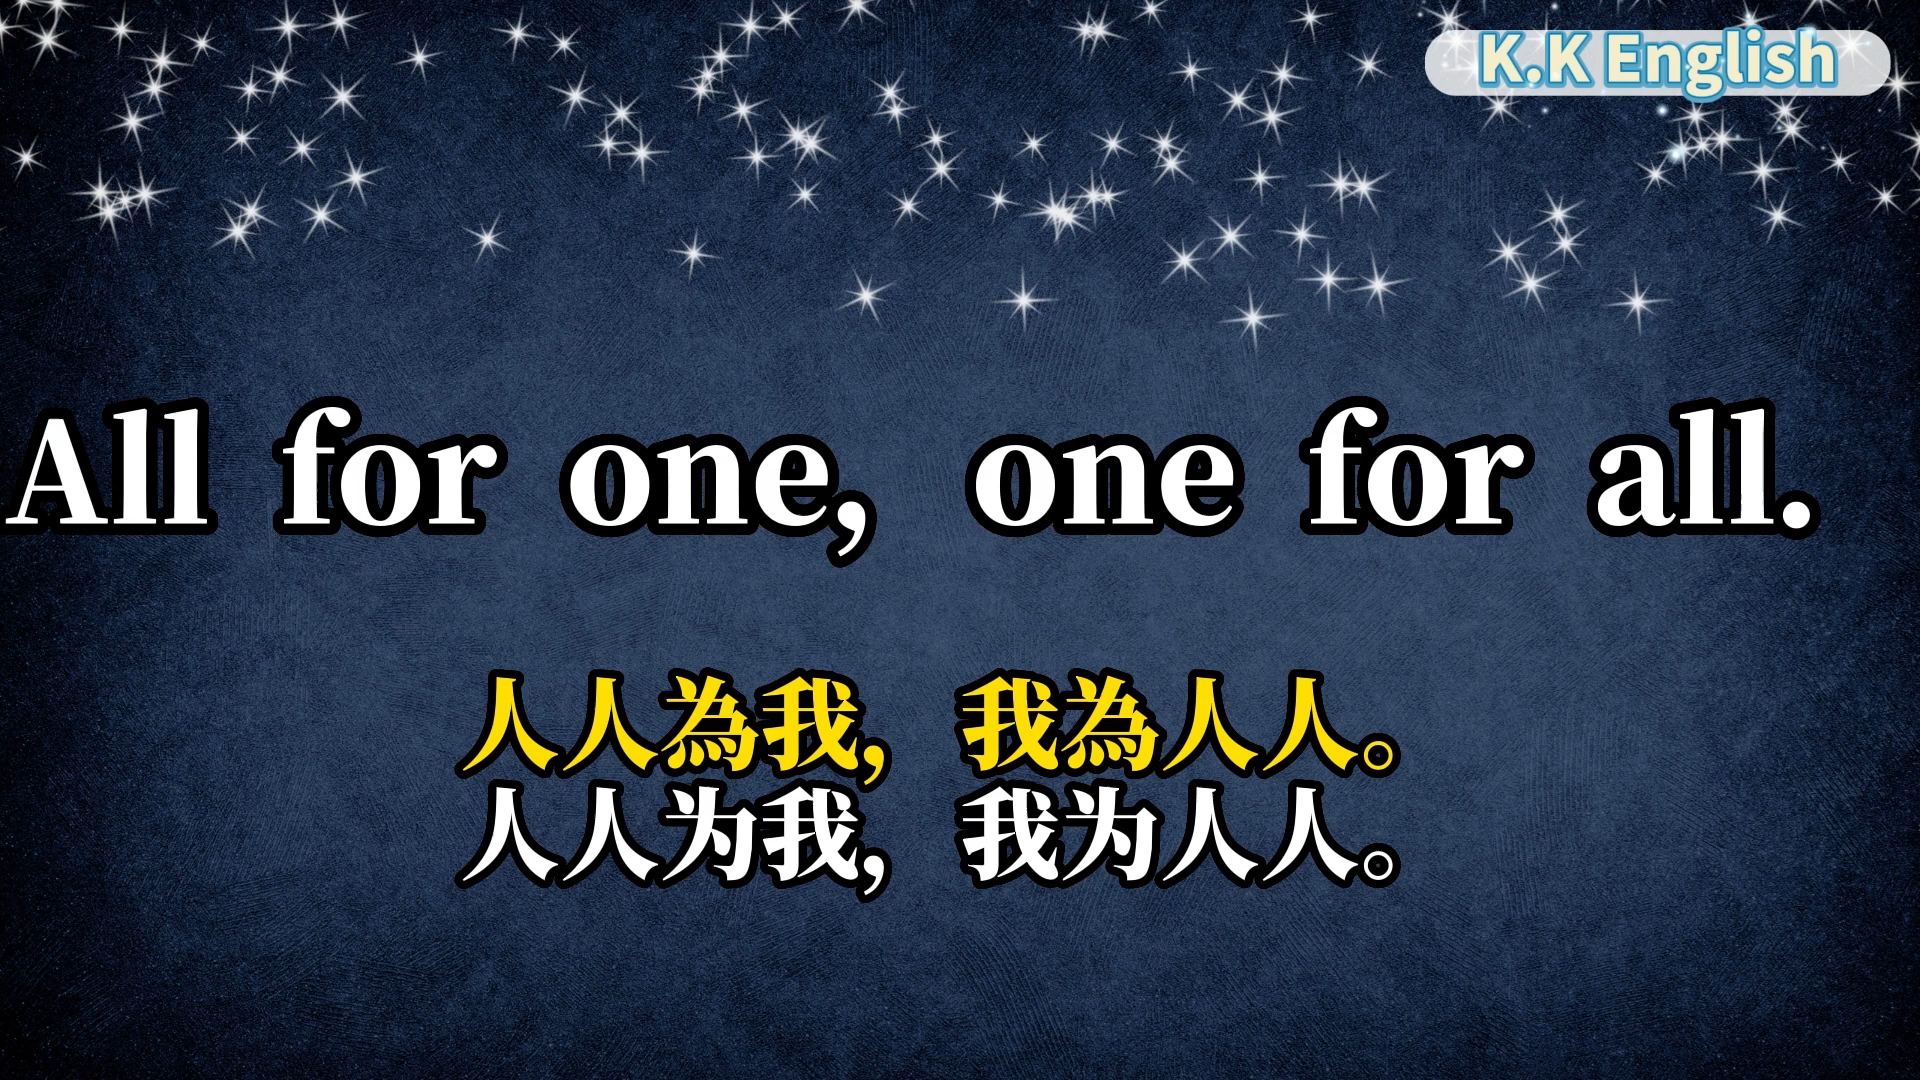 K.K English
All for one, one for all.
人人為我, 我為人人。
人人为我, 我为人人。